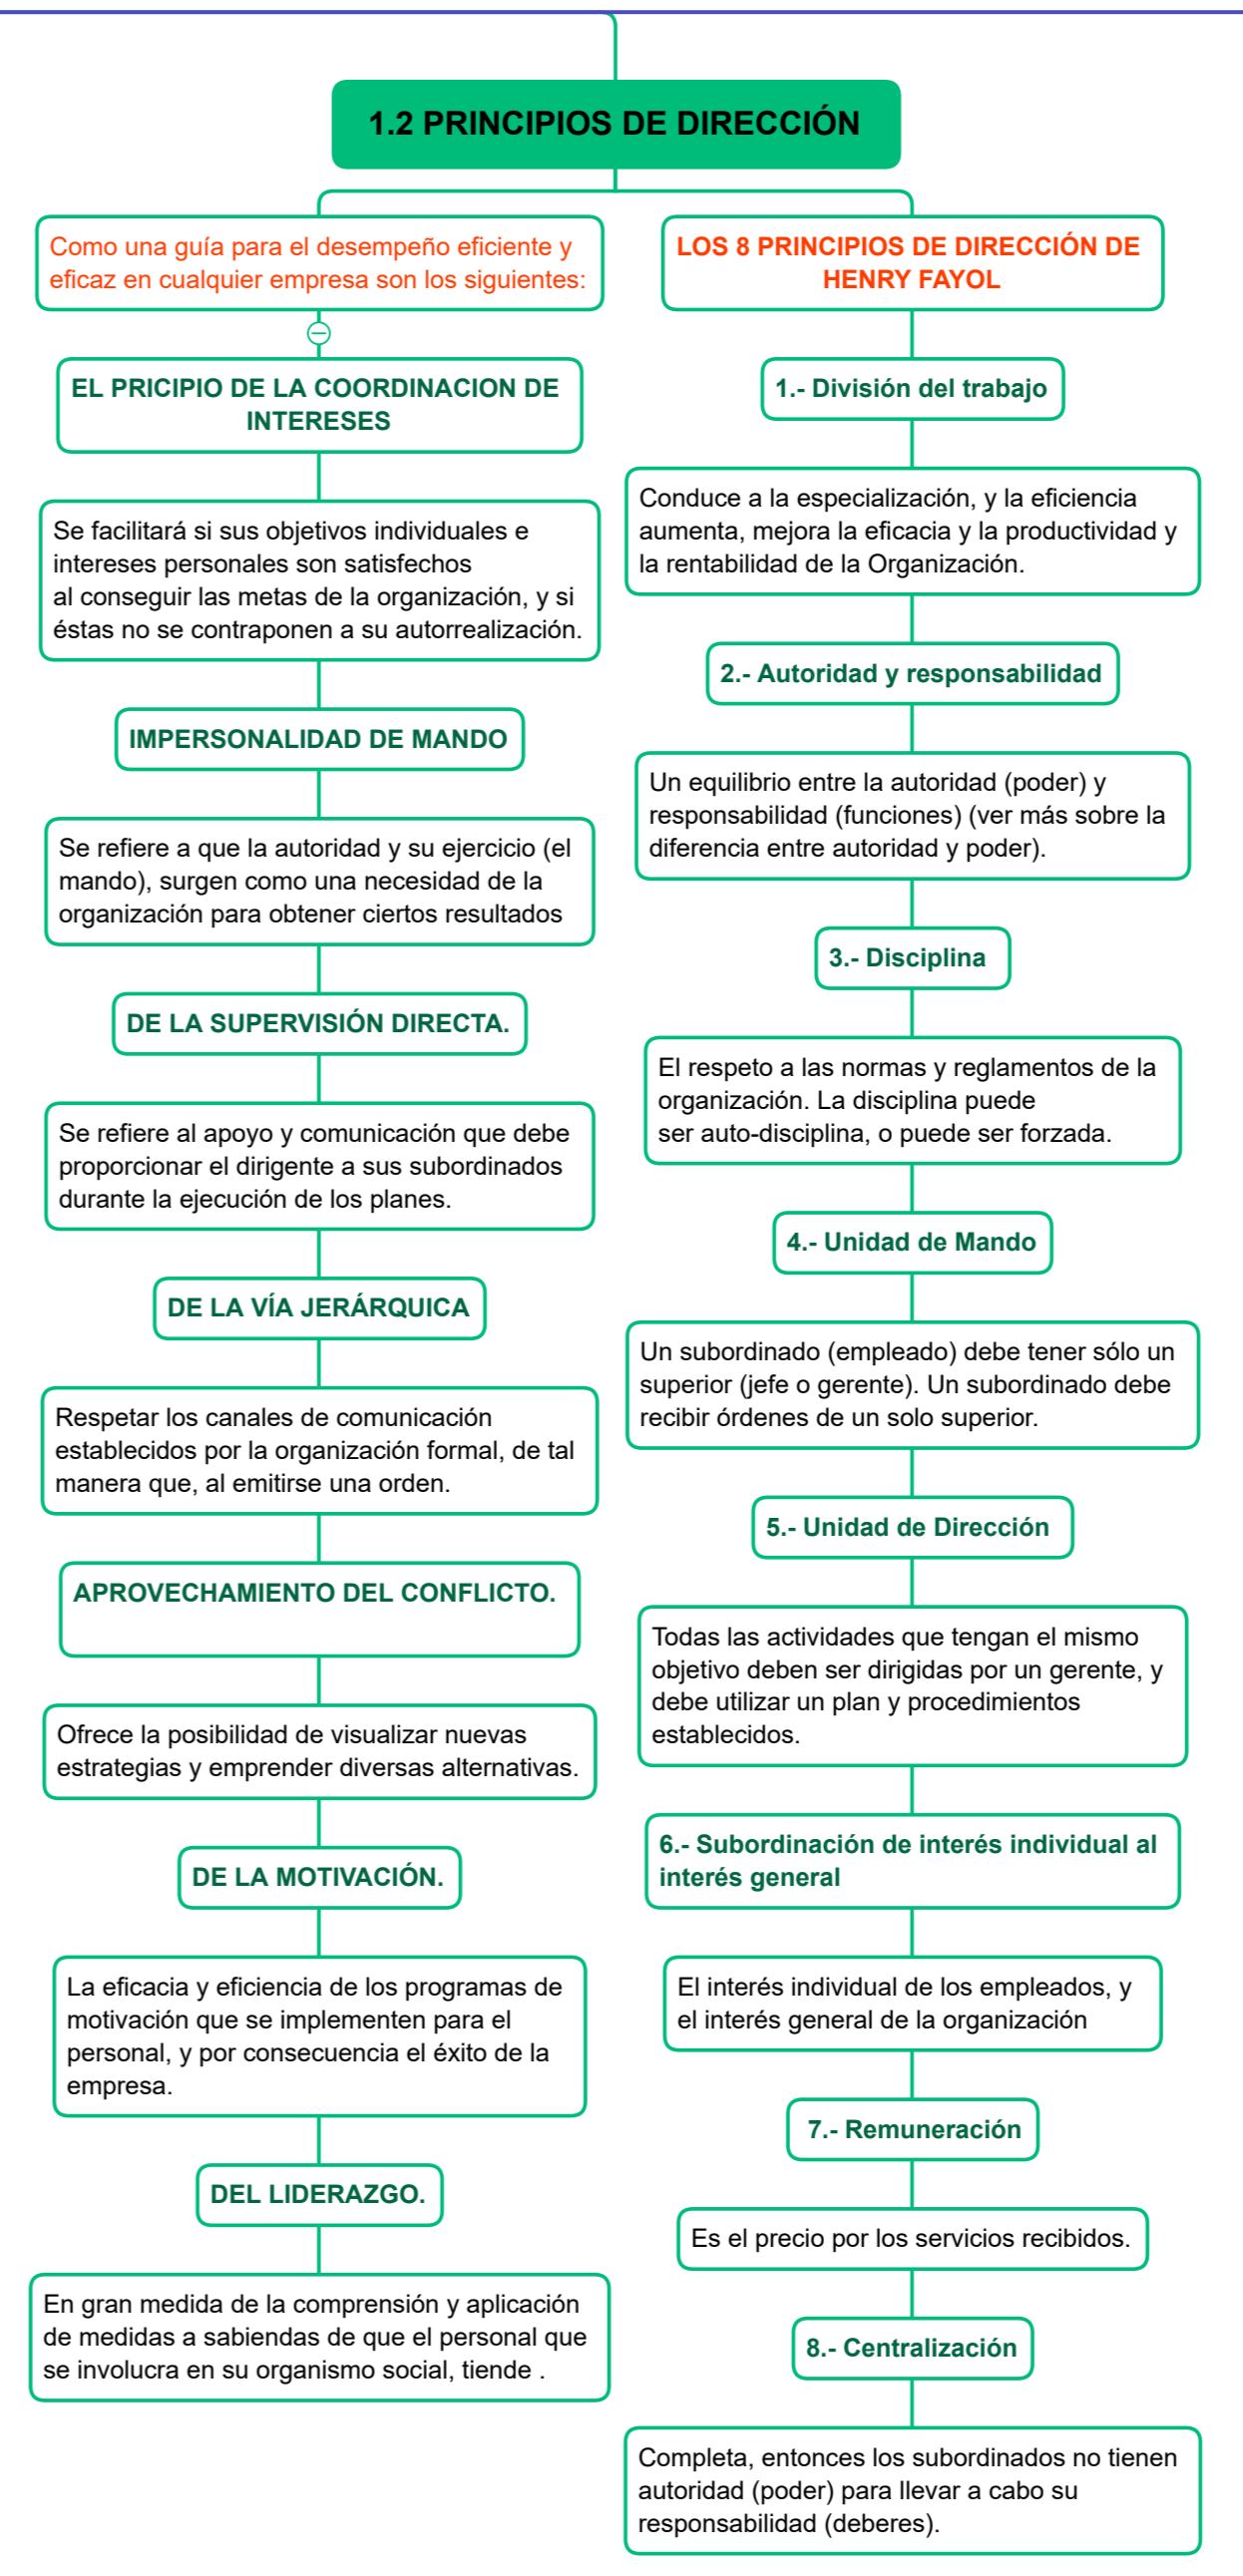 1.2 PRINCIPIOS DE DIRECCIÓN
Como una guía para el desempeño eficiente y
eficaz en cualquier empresa son los siguientes:
EL PRICIPIO DE LA COORDINACION DE
INTERESES
Se facilitará si sus objetivos individuales e
intereses personales son satisfechos
al conseguir las metas de la organización, y si
éstas no se contraponen a su autorrealización.
IMPERSONALIDAD DE MANDO
Se refiere a que la autoridad y su ejercicio (el
mando), surgen como una necesidad de la
organización para obtener ciertos resultados
DE LA SUPERVISIÓN DIRECTA.
Se refiere al apoyo y comunicación que debe
proporcionar el dirigente a sus subordinados
durante la ejecución de los planes.
DE LA VÍA JERÁRQUICA
Respetar los canales de comunicación
establecidos por la organización formal, de tal
manera que, al emitirse una orden.
APROVECHAMIENTO DEL CONFLICTO.
Ofrece la posibilidad de visualizar nuevas
estrategias y emprender diversas alternativas.
DE LA MOTIVACIÓN.
La eficacia y eficiencia de los programas de
motivación que se implementen para el
personal, y por consecuencia el éxito de la
empresa.
DEL LIDERAZGO.
En gran medida de la comprensión y aplicación
de medidas a sabiendas de que el personal que
se involucra en su organismo social, tiende .
LOS 8 PRINCIPIOS DE DIRECCIÓN DE
HENRY FAYOL
1.- División del trabajo
Conduce a la especialización, y la eficiencia
aumenta, mejora la eficacia y la productividad y
la rentabilidad de la Organización.
2.- Autoridad y responsabilidad
Un equilibrio entre la autoridad (poder) y
responsabilidad (funciones) (ver más sobre la
diferencia entre autoridad y poder).
3.- Disciplina
El respeto a las normas y reglamentos de la
organización. La disciplina puede
ser auto-disciplina, o puede ser forzada.
4.- Unidad de Mando
Un subordinado (empleado) debe tener sólo un
superior (jefe o gerente). Un subordinado debe
recibir órdenes de un solo superior.
5.- Unidad de Dirección
Todas las actividades que tengan el mismo
objetivo deben ser dirigidas por un gerente, y
debe utilizar un plan y procedimientos
establecidos.
6.- Subordinación de interés individual al
interés general
El interés individual de los empleados, y
el interés general de la organización
7.- Remuneración
Es el precio por los servicios recibidos.
8.- Centralización
Completa, entonces los subordinados no tienen
autoridad (poder) para llevar a cabo su
responsabilidad (deberes).